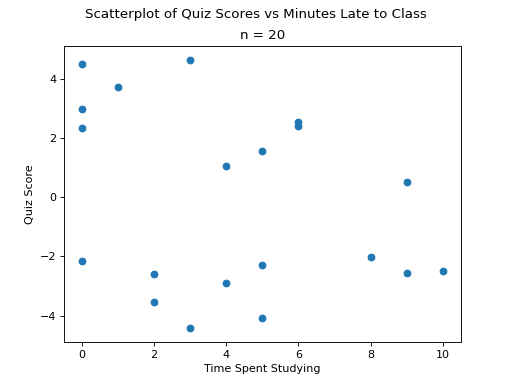 Scatterplot of Quiz Scores vs Minutes Late to Class
n = 20
4
2
0
−2
−4
Quiz Score
0 2 4 6 8 10
Time Spent Studying